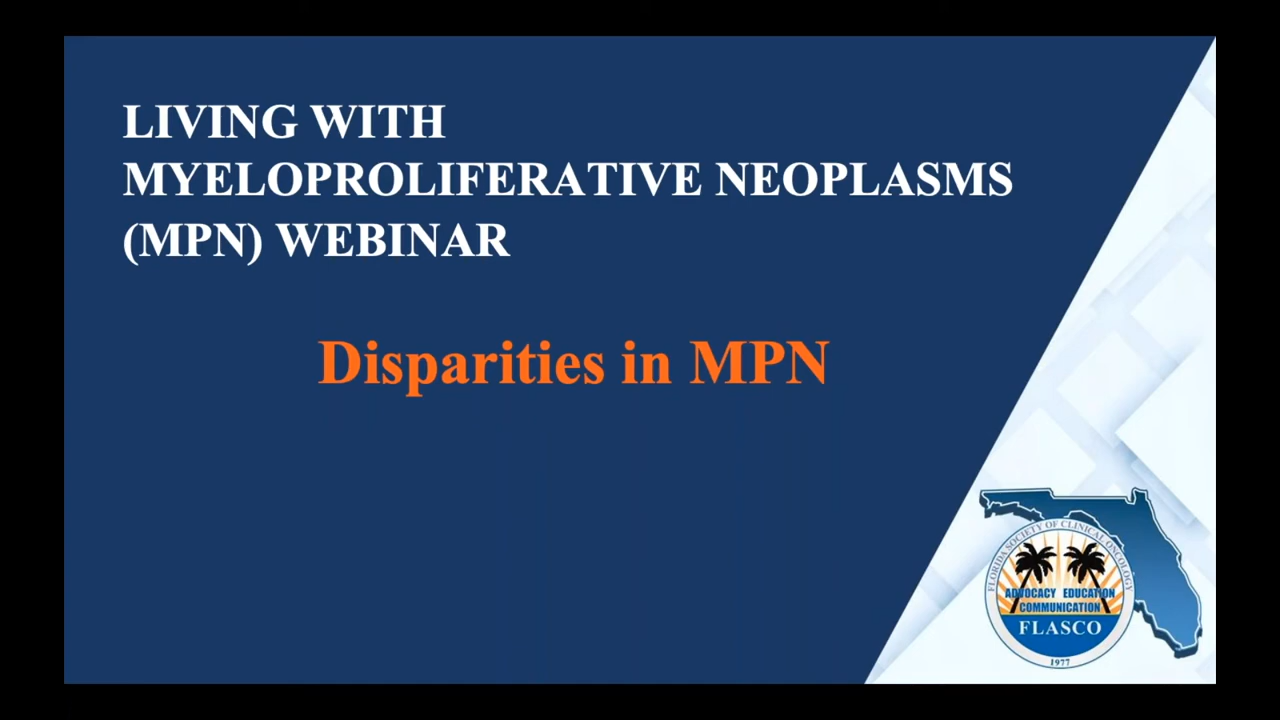 LIVING WITH
MYELOPROLIFERATIVE NEOPLASMS
(MPN) WEBINAR
Disparities in MPN
FLORIDA SOCIETY OF CLINICAL ONCOLOGY
ADVOCACY EDUCATION
COMMUNICATION
FLASCO
1977